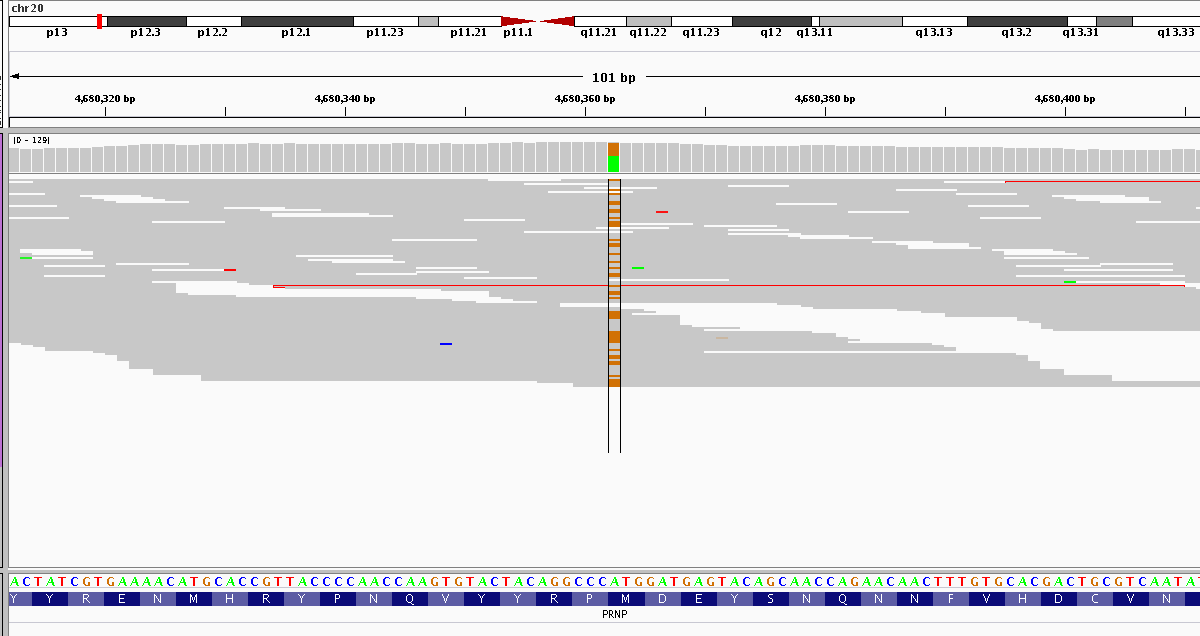 chr20
p13 p12.3 p12.2 p12.1 p11.23 p11.21 p11.1 q11.21 q11.22 q11.23 q12 q13.11 q13.13 q13.2 q13.31 q13.33
101 bp
4,680,320 bp 4,680,340 bp 4,680,360 bp 4,680,380 bp 4,680,400 bp
[0 - 129]
ACTATCGTGAAAACATGCACCGTTACCCCAACCAAGTGTACTACAGGCCCATGGATGAGTACAGCAACCAGAACAACTTTGTGCACGACTGCGTCAATA
Y Y R E N M H R Y P N Q V Y Y R P M D E Y S N Q N N F V H D C V N
PRNP